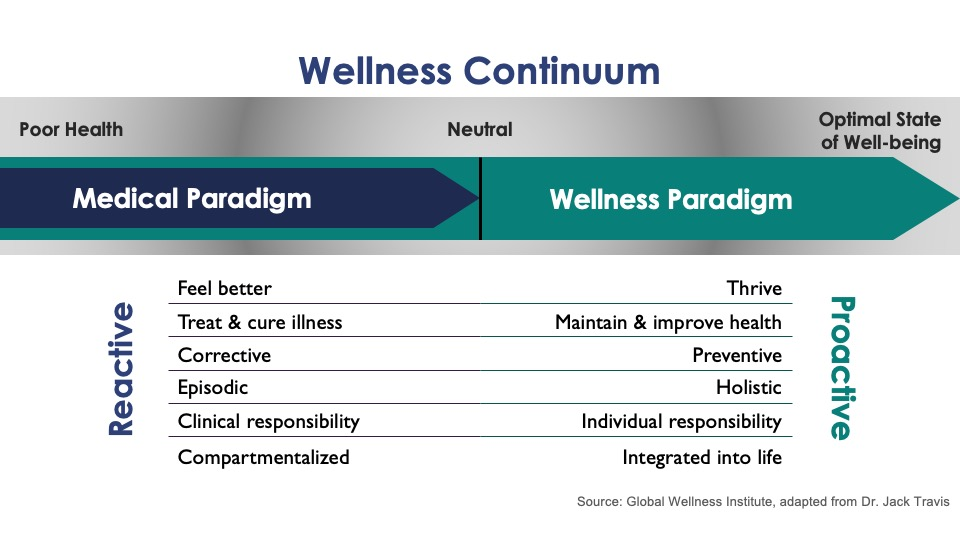 Wellness Continuum
Poor Health
Neutral
Optimal State
of Well-being
Medical Paradigm
Wellness Paradigm
Reactive
Feel better
Thrive
Treat & cure illness
Maintain & improve health
Corrective
Preventive
Episodic
Holistic
Clinical responsibility
Individual responsibility
Compartmentalized
Integrated into life
Proactive
Source: Global Wellness Institute, adapted from Dr. Jack Travis